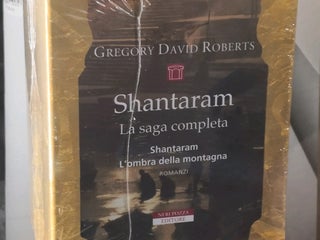 GREGORY DAVID ROBERTS
Shantaram
La saga completa
Shantaram
L'ombra della montagna
ROMANZI
NERI POZZA
EDITORE